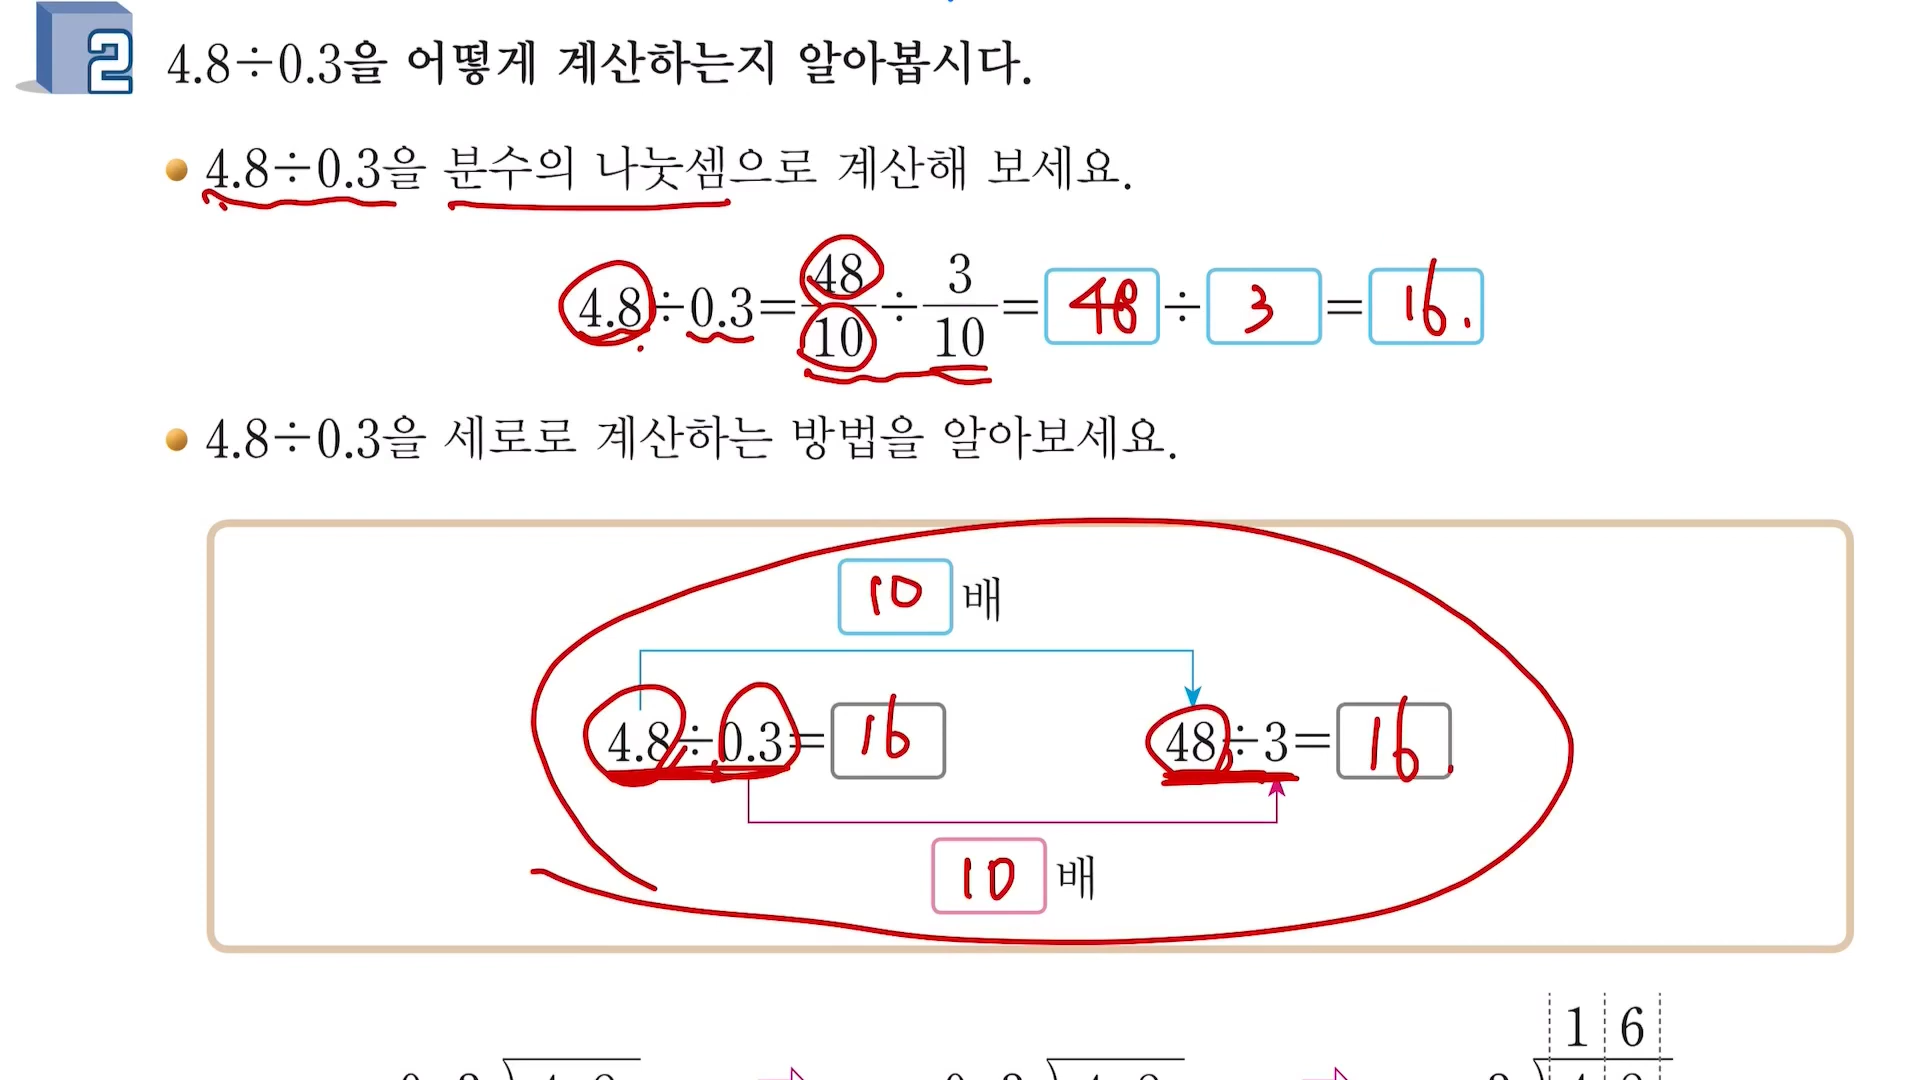 2 4.8÷0.3을 어떻게 계산하는지 알아봅시다.
4.8÷0.3을 분수의 나눗셈으로 계산해 보세요.
4.8÷0.3=48/10÷3/10=48÷3=16.
4.8÷0.3을 세로로 계산하는 방법을 알아보세요.
10 배
4.8÷0.3=16 48÷3=16.
10 배
1 6